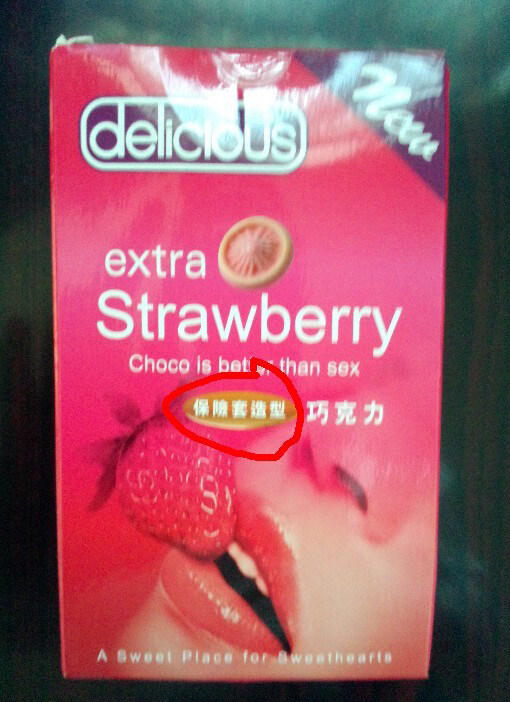 New
delicious
extra
Strawberry
Choco is better than sex
保險套造型 巧克力
A Sweet Place for Sweethearts